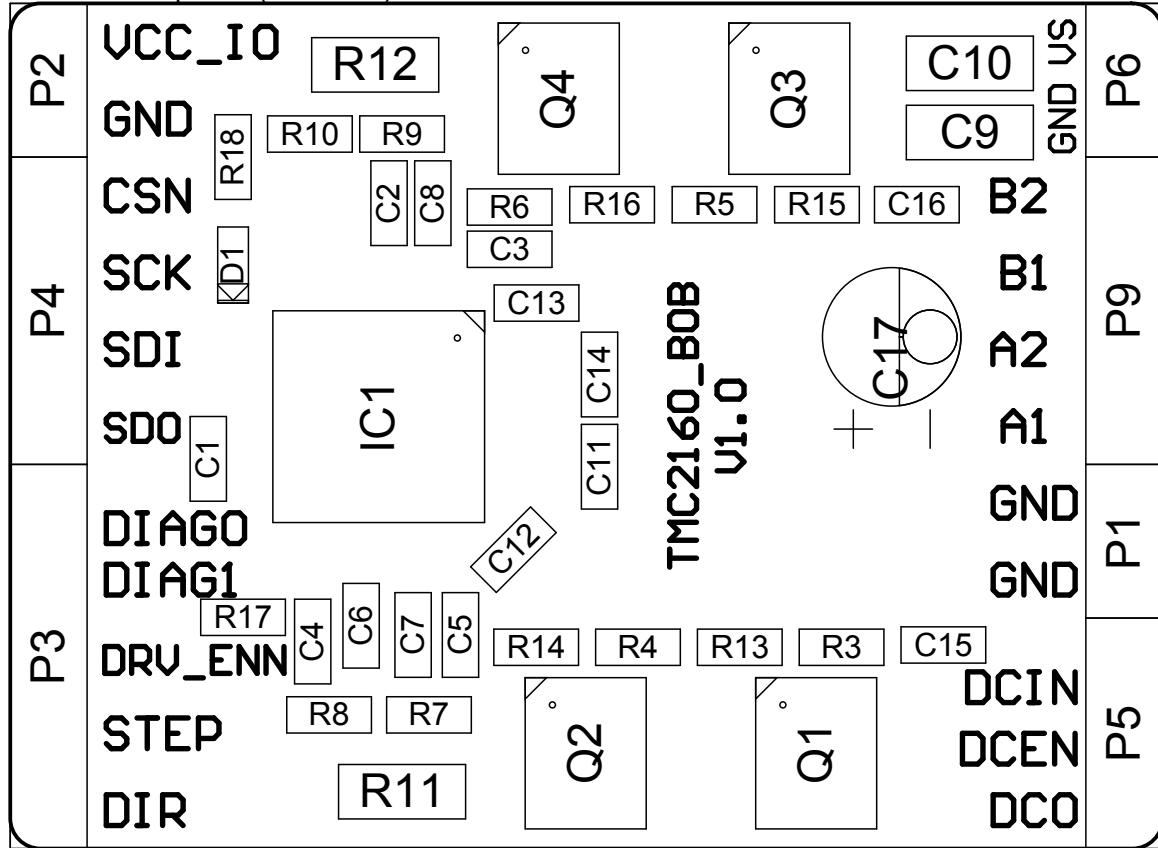 VCC_IO
GND
CSN
SCK
SDI
SDO
DIAG0
DIAG1
DRV_ENN
STEP
DIR
P2
P4
P3
R12
R10
R9
R18
C2
C8
D1
Q4
Q3
C10
C9
GND VS
P6
R6
R16
R5
R15
C16
C3
C13
IC1
C14
C11
C12
C1
TMC2160_BOB
V1.0
C17
B2
B1
A2
A1
P9
GND
GND
P1
R17
C4
C6
C7
C5
R14
R4
R13
R3
C15
R8
R7
R11
Q2
Q1
DCIN
DCEN
DCO
P5